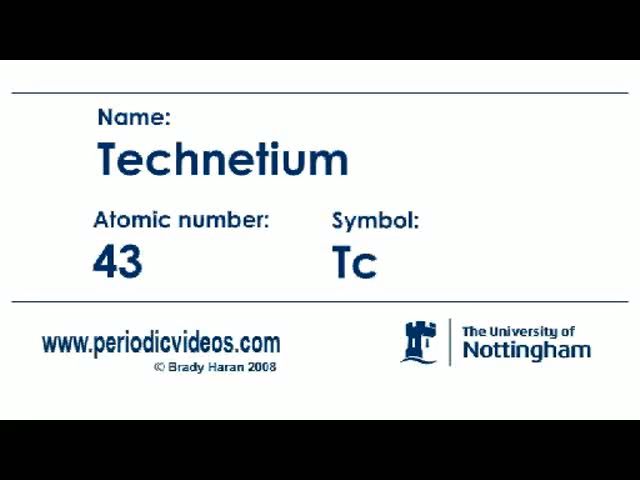 Name:
Technetium
Atomic number: Symbol:
43 Tc
www.periodicvideos.com
© Brady Haran 2008
The University of
Nottingham